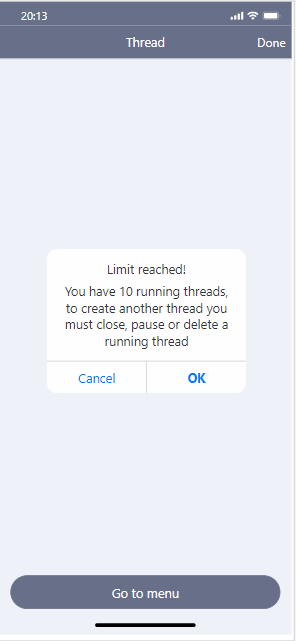 20:13
Thread
Done
Limit reached!
You have 10 running threads,
to create another thread you
must close, pause or delete a
running thread
Cancel
OK
Go to menu